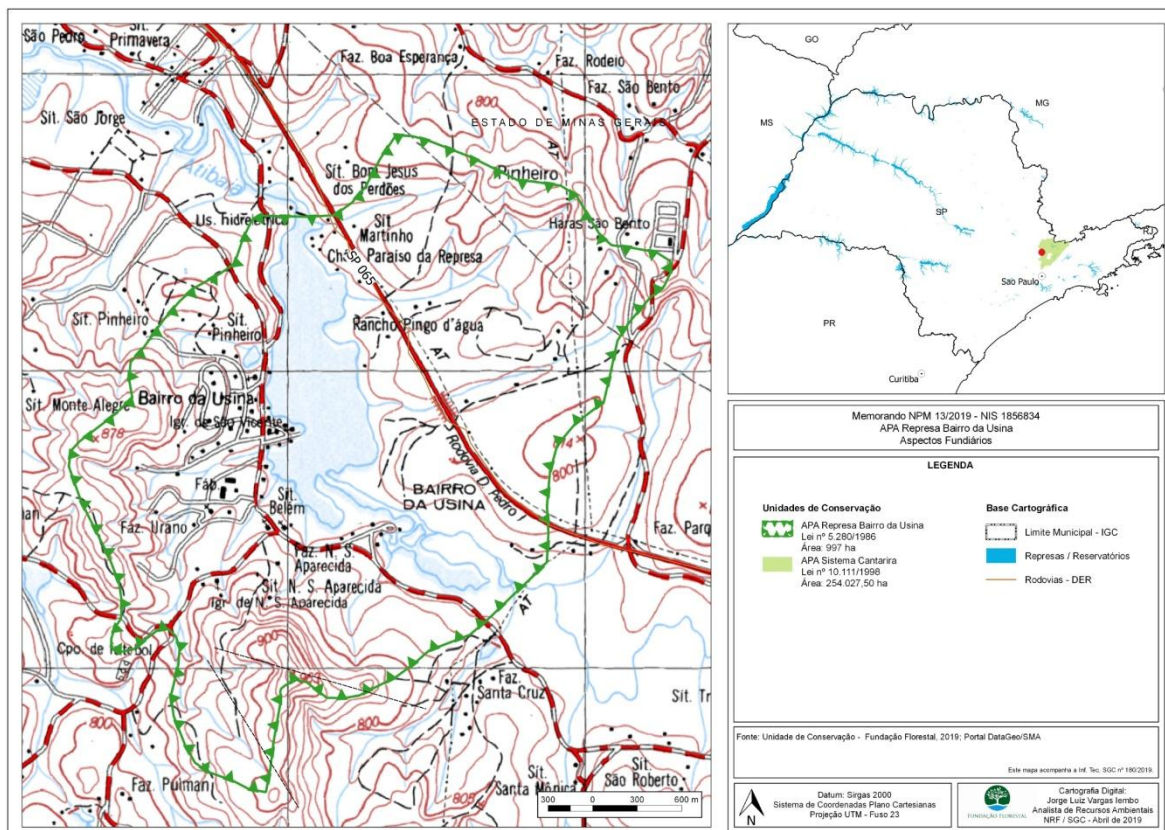 São Pedro
Sít.
Primavera
Sít. São Jorge
Faz. Boa Esperança
Faz. Rodeio
Faz. São Bento
800
ESTADO DE MINAS GERAIS
AT
Atibaia
Sít. Bom Jesus
dos Perdões
Pinheiro
Us. hidrelétrica
Sít.
Martinho
Haras São Bento
Chác. Paraíso da Represa
SP 065
Sít. Pinheiro
Sít.
Pinheiro
Rancho Pingo d'água
AT
Bairro da Usina
Sít. Monte Alegre
Igr. de São Vicente
878
Rodovia D. Pedro I
800
Fáb.
Sít.
Belém
BAIRRO
DA USINA
Faz. Urano
Faz. Parq
Faz. N. S.
Aparecida
Sít. N. S. Aparecida
Igr. de N. S. Aparecida
AT
Cpo de futebol
900
Faz.
Santa Cruz
Sít. Tr
800
800
Faz. Pulman
Sít.
Santa Mônica
805
Sít.
São Roberto
300 0 300 600 m
GO
MS
MG
SP
RJ
São Paulo
PR
Curitiba
Memorando NPM 13/2019 - NIS 1856834
APA Represa Bairro da Usina
Aspectos Fundiários
LEGENDA
Unidades de Conservação
APA Represa Bairro da Usina
Lei nº 5.280/1986
Área: 997 ha
APA Sistema Cantarira
Lei nº 10.111/1998
Área: 254.027,50 ha
Base Cartográfica
Limite Municipal - IGC
Represas / Reservatórios
Rodovias - DER
Fonte: Unidade de Conservação - Fundação Florestal, 2019; Portal DataGeo/SMA
Este mapa acompanha a Inf. Tec. SGC nº 180/2019.
N
Datum: Sirgas 2000
Sistema de Coordenadas Plano Cartesianas
Projeção UTM - Fuso 23
FUNDAÇÃO FLORESTAL
Cartografia Digital:
Jorge Luiz Vargas Iembo
Analista de Recursos Ambientais
NRF / SGC - Abril de 2019